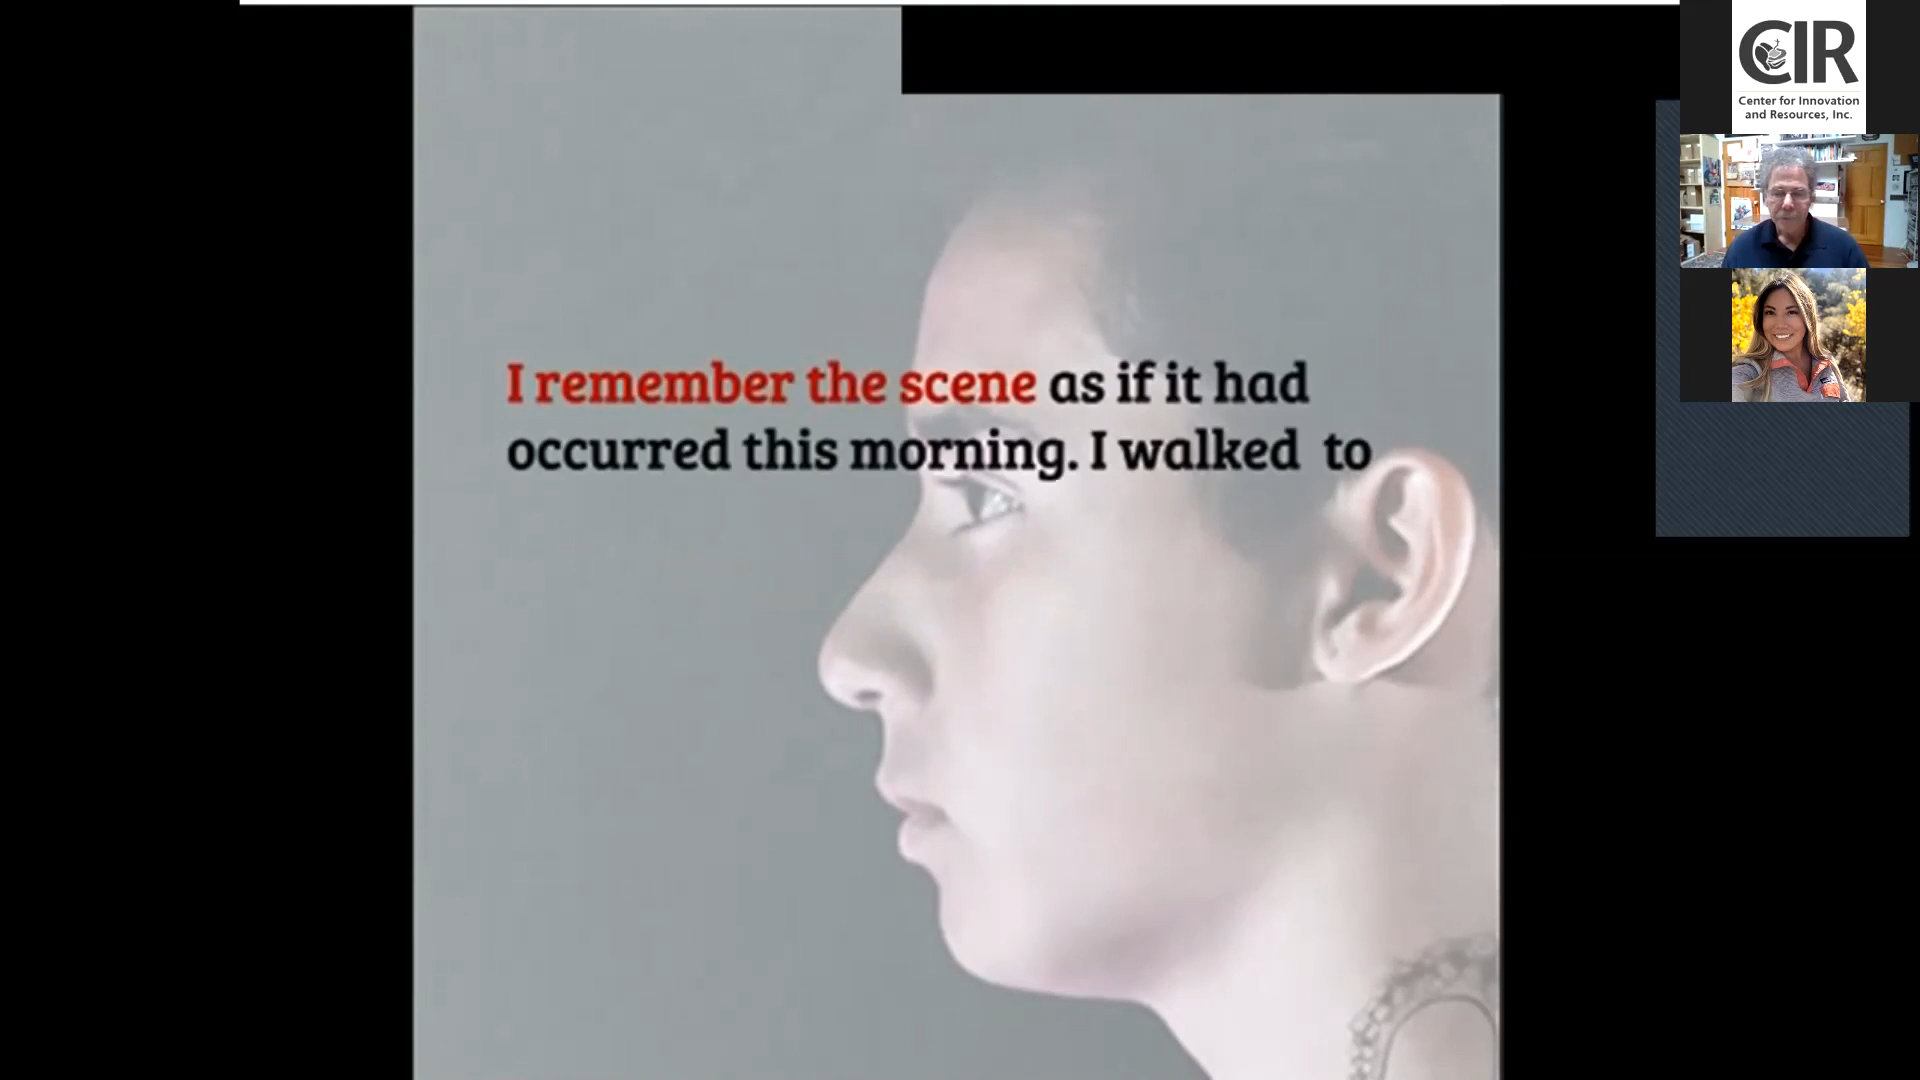 I remember the scene as if it had
occurred this morning. I walked to
CIR
Center for Innovation
and Resources, Inc.